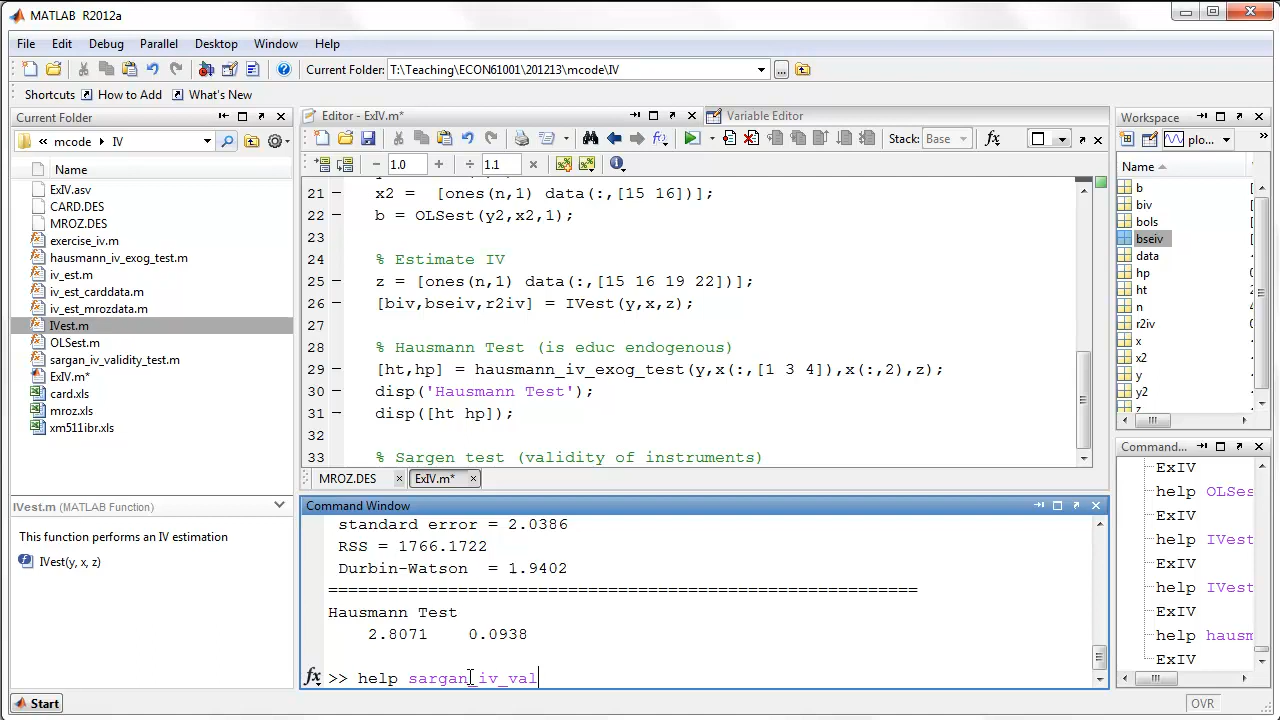 MATLAB R2012a
File Edit Debug Parallel Desktop Window Help
Current Folder: T:\Teaching\ECON61001\201213\mcode\IV
Shortcuts How to Add What's New
Current Folder
« mcode ▸ IV
Name
ExIV.asv
CARD.DES
MROZ.DES
exercise_iv.m
hausmann_iv_exog_test.m
iv_est.m
iv_est_carddata.m
iv_est_mrozdata.m
IVest.m
OLSest.m
sargan_iv_validity_test.m
ExIV.m*
card.xls
mroz.xls
xm511ibr.xls
IVest.m (MATLAB Function)
This function performs an IV estimation
IVest(y, x, z)
Editor - ExIV.m*
Variable Editor
Stack: Base
1.0 1.1
21 x2 = [ones(n,1) data(:,[15 16])];
22 b = OLSest(y2,x2,1);
23
24 % Estimate IV
25 z = [ones(n,1) data(:,[15 16 19 22])];
26 [biv,bseiv,r2iv] = IVest(y,x,z);
27
28 % Hausmann Test (is educ endogenous)
29 [ht,hp] = hausmann_iv_exog_test(y,x(:,[1 3 4]),x(:,2),z);
30 disp('Hausmann Test');
31 disp([ht hp]);
32
33 % Sargen test (validity of instruments)
MROZ.DES ExIV.m*
Command Window
standard error = 2.0386
RSS = 1766.1722
Durbin-Watson = 1.9402
===========================================================
Hausmann Test
2.8071 0.0938
fx >> help sargan_iv_val
Workspace
plo...
Name
b
biv
bols
bseiv
data
hp
ht
n
r2iv
x
x2
y
y2
z
Command...
ExIV
help OLSes
ExIV
help IVest
ExIV
help IVest
ExIV
help hausm
ExIV
Start
OVR